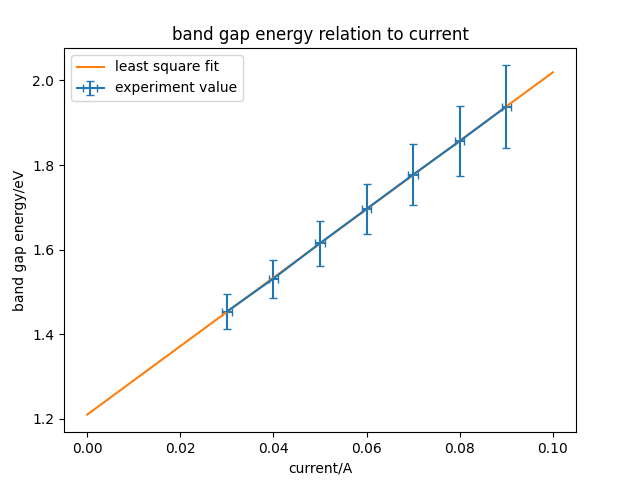 band gap energy relation to current
least square fit
experiment value
band gap energy/eV
2.0
1.8
1.6
1.4
1.2
0.00 0.02 0.04 0.06 0.08 0.10
current/A